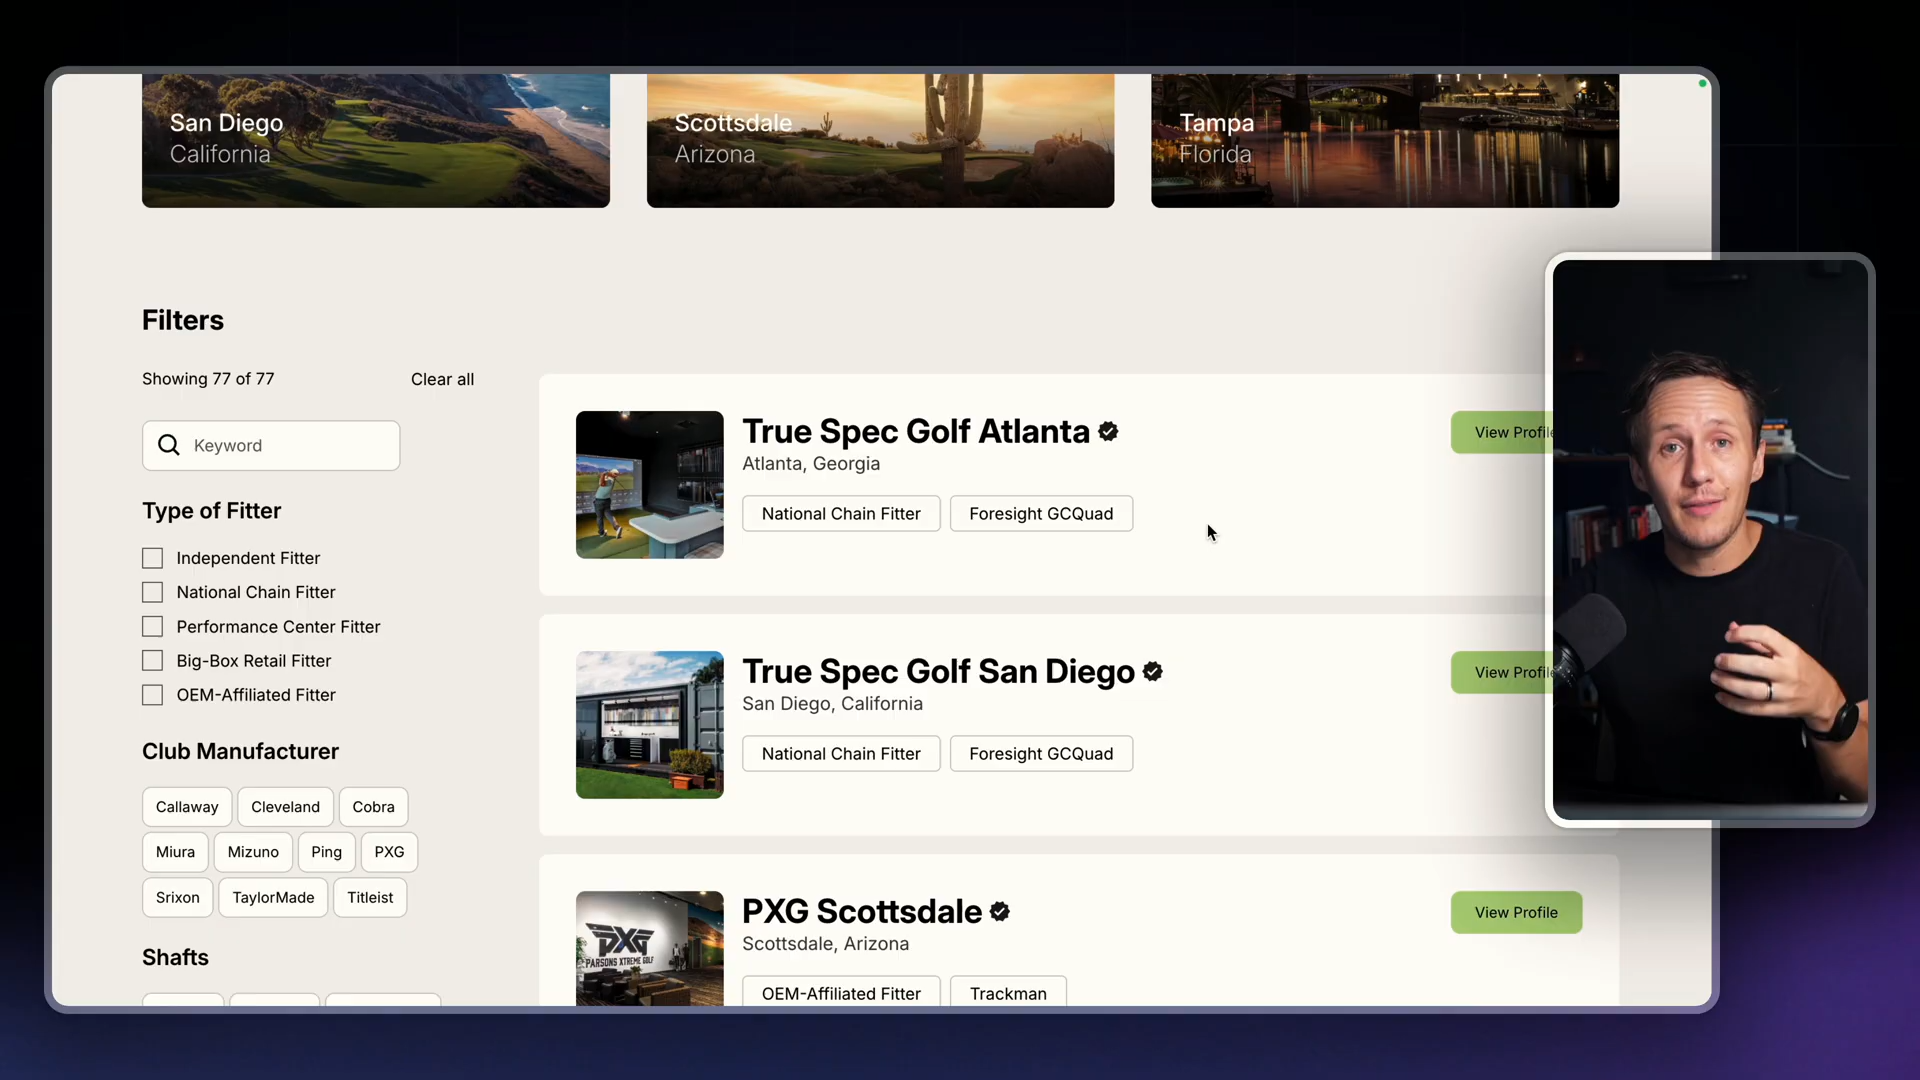 San Diego
California
Scottsdale
Arizona
Tampa
Florida
Filters
Showing 77 of 77
Clear all
Keyword
Type of Fitter
Independent Fitter
National Chain Fitter
Performance Center Fitter
Big-Box Retail Fitter
OEM-Affiliated Fitter
Club Manufacturer
Callaway
Cleveland
Cobra
Miura
Mizuno
Ping
PXG
Srixon
TaylorMade
Titleist
Shafts
True Spec Golf Atlanta
Atlanta, Georgia
National Chain Fitter
Foresight GCQuad
View Profile
True Spec Golf San Diego
San Diego, California
National Chain Fitter
Foresight GCQuad
View Profile
PXG Scottsdale
Scottsdale, Arizona
OEM-Affiliated Fitter
Trackman
View Profile
PXG
PARSONS XTREME GOLF